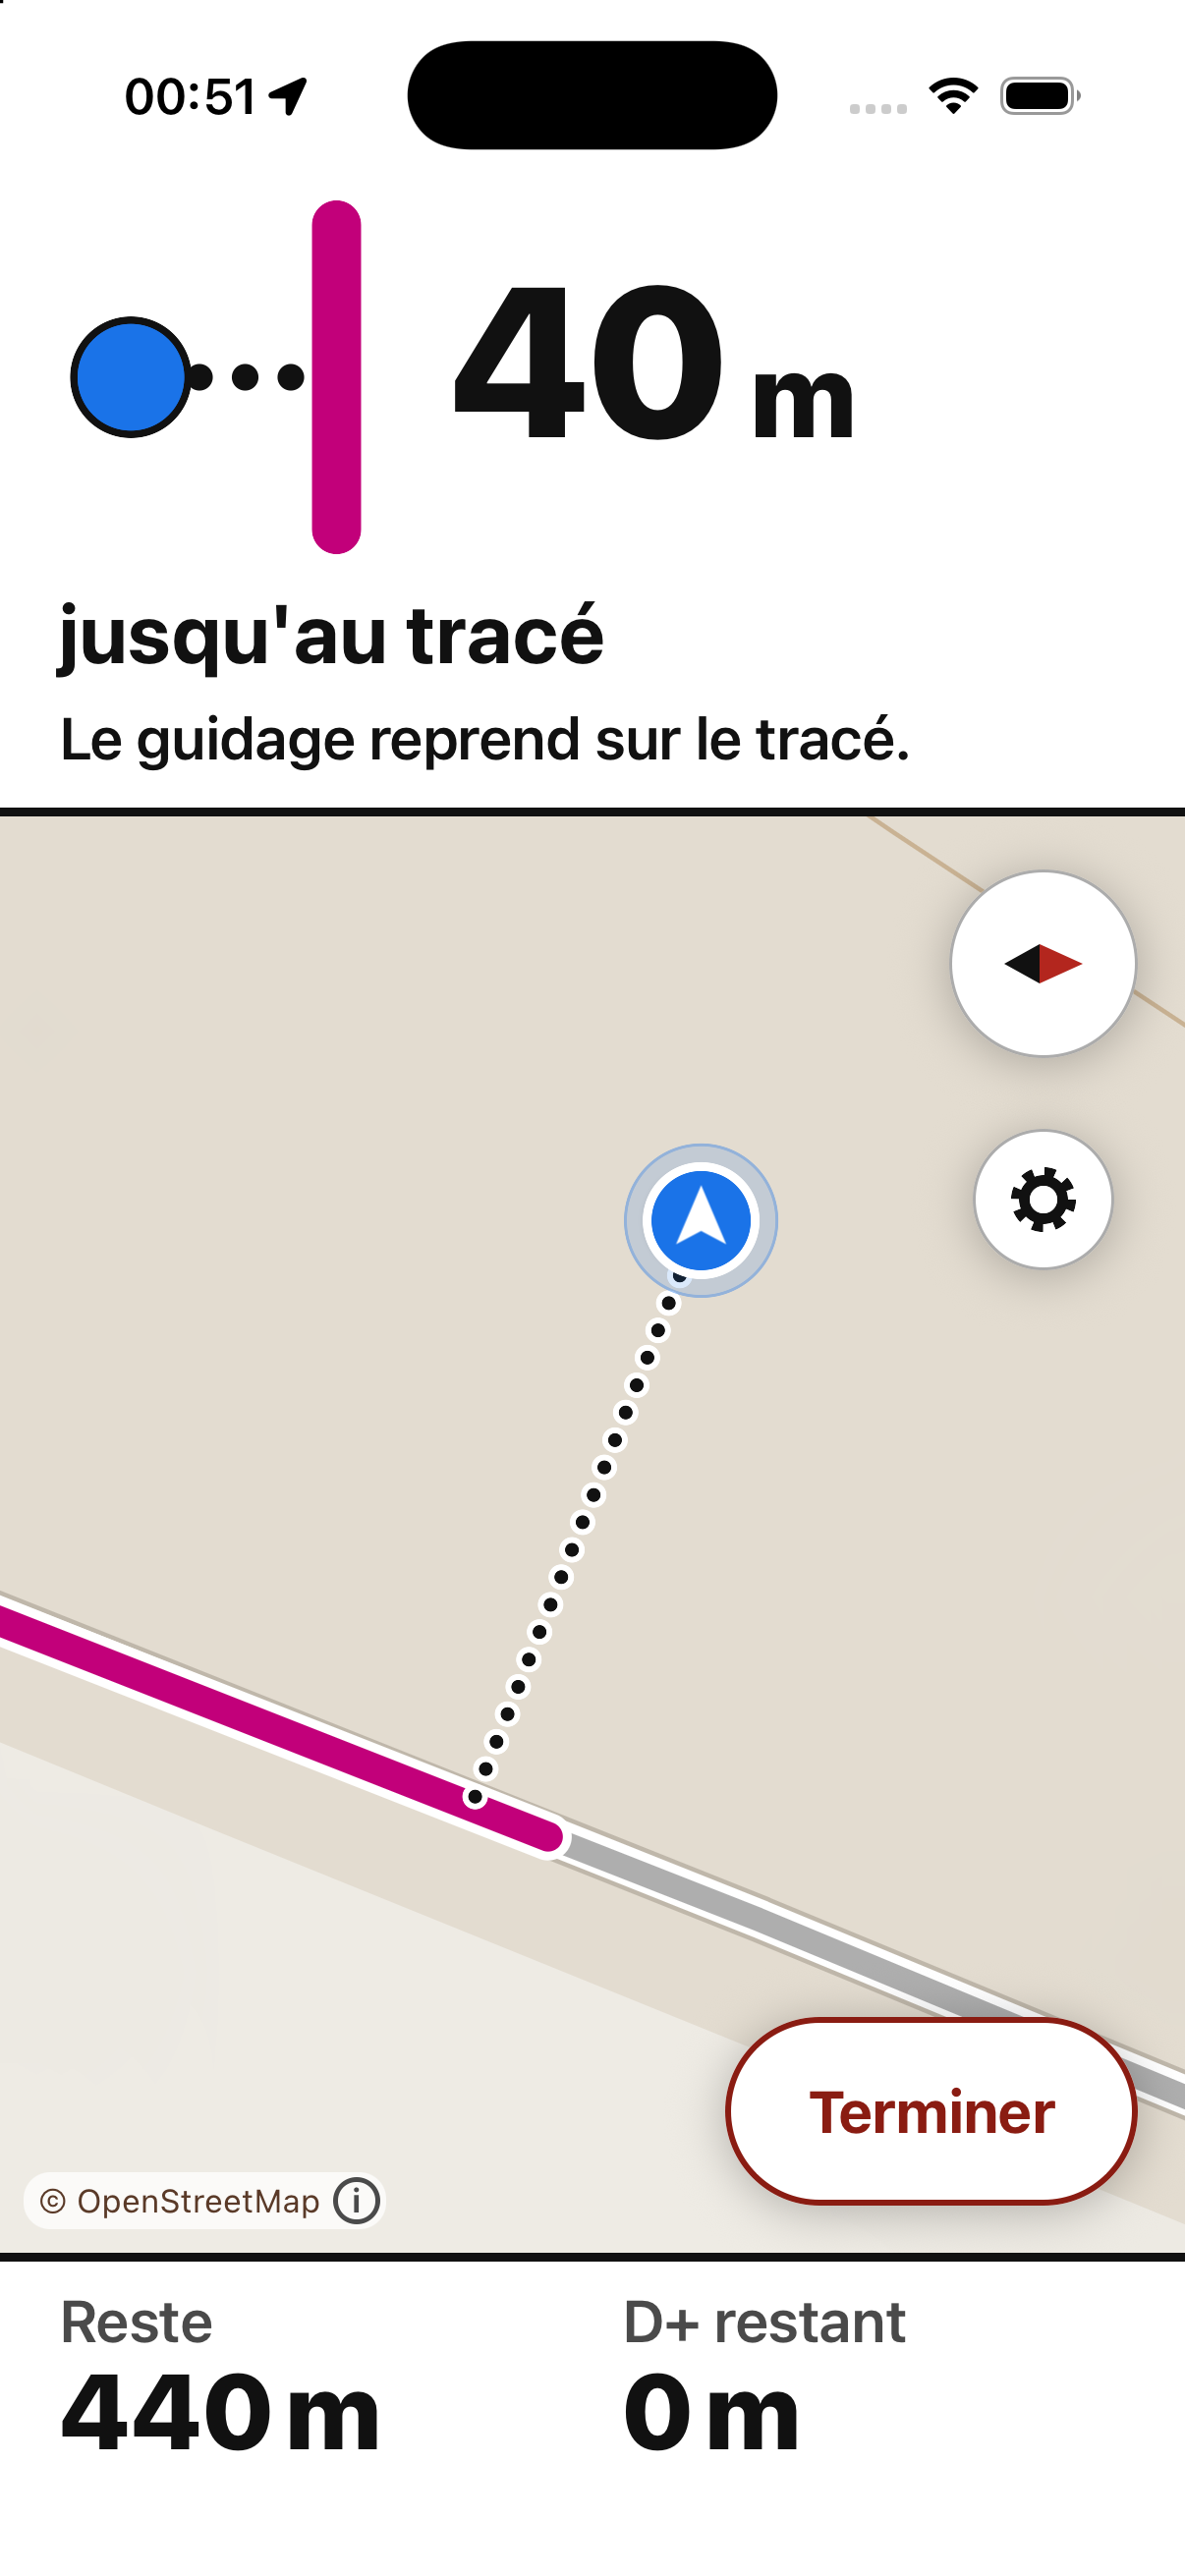 00:51
40 m
jusqu'au tracé
Le guidage reprend sur le tracé.
Terminer
© OpenStreetMap i
Reste
440 m
D+ restant
0 m